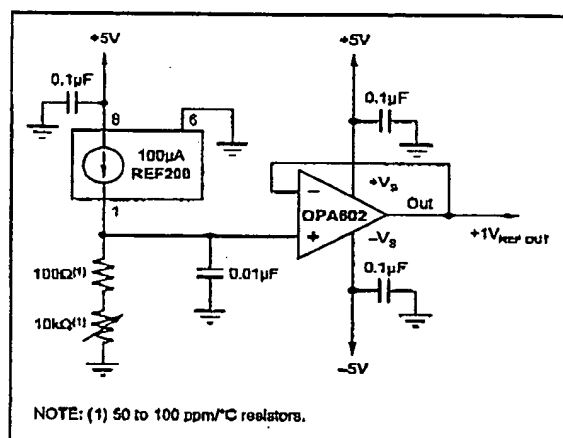 +5V
+5V
0.1µF
0.1µF
8
6
100µA
REF200
1
+VS
−
OPA602
+
Out
−VS
+1VREF OUT
100Ω(1)
0.01µF
0.1µF
10kΩ(1)
−5V
NOTE: (1) 50 to 100 ppm/°C resistors.